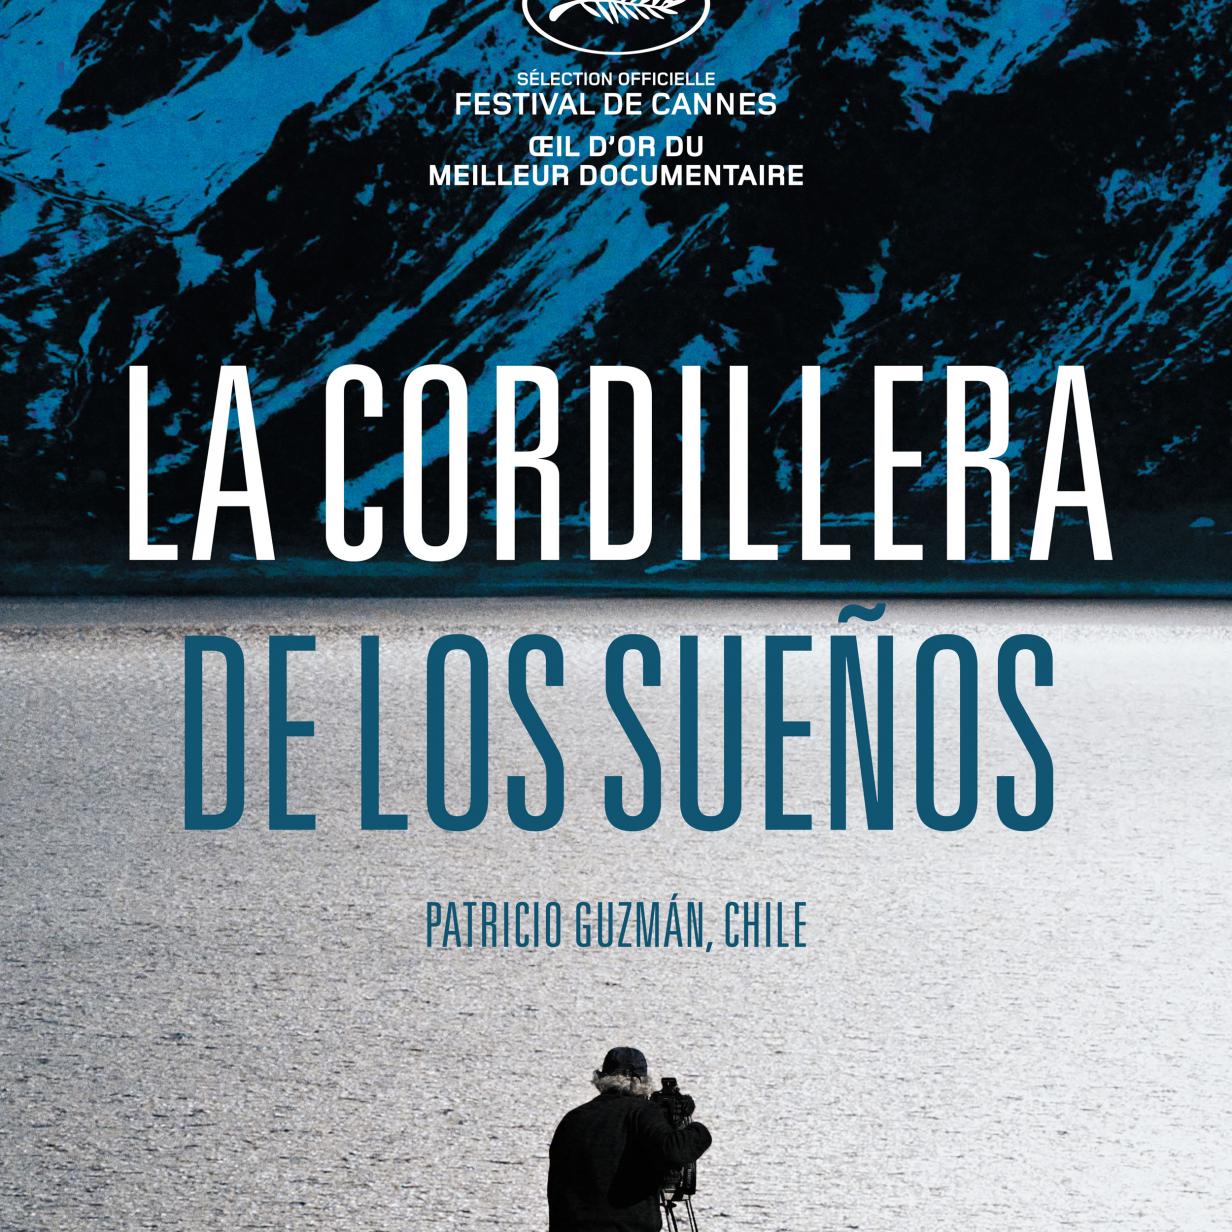 SÉLECTION OFFICIELLE
FESTIVAL DE CANNES
ŒIL D'OR DU
MEILLEUR DOCUMENTAIRE
LA CORDILLERA
DE LOS SUEÑOS
PATRICIO GUZMÁN, CHILE